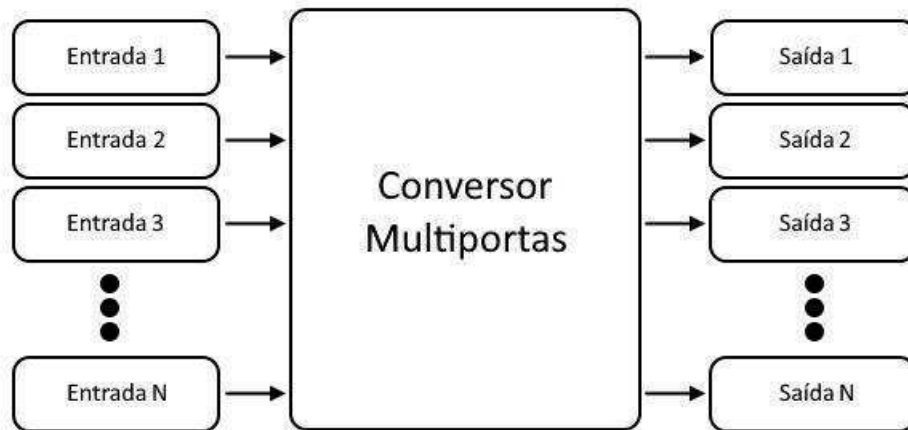 Entrada 1
Entrada 2
Entrada 3
Entrada N
Conversor
Multiportas
Saída 1
Saída 2
Saída 3
Saída N